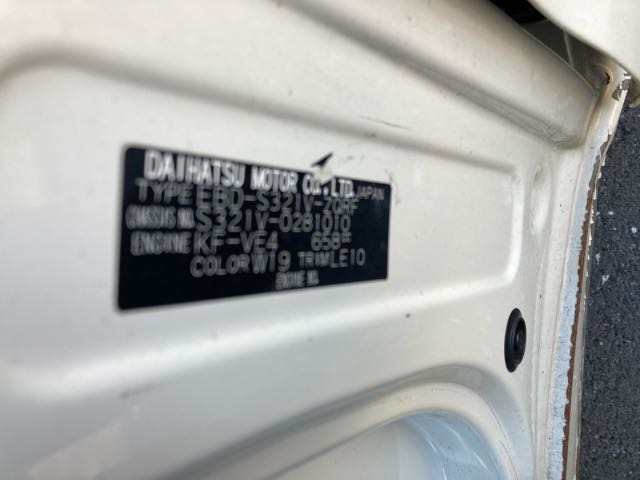 DAIHATSU MOTOR CO.,LTD. JAPAN
TYPE EBD-S321V-ZQRF
CHASSIS NO. S321V-0281010
ENGINE KF-VE4 658cc
COLOR W19 TRIM LE10
ENGINE NO.